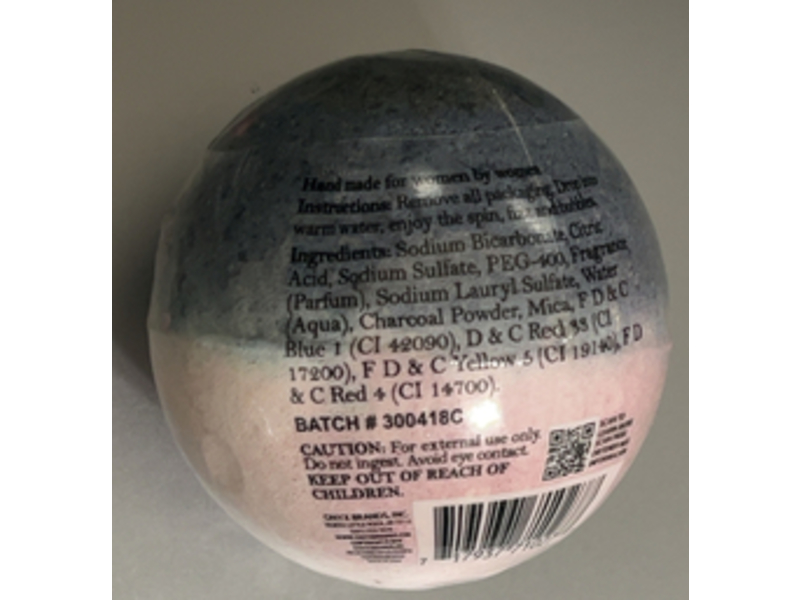 Hand made for women by women
Instructions: Remove all packaging. Drop into
warm water, enjoy the spin, fizz and bubbles.
Ingredients: Sodium Bicarbonate, Citric
Acid, Sodium Sulfate, PEG-400, Fragrance
(Parfum), Sodium Lauryl Sulfate, Water
(Aqua), Charcoal Powder, Mica, F D & C
Blue 1 (CI 42090), D & C Red 33 (CI
17200), F D & C Yellow 5 (CI 19140), F D
& C Red 4 (CI 14700).
BATCH # 300418C
CAUTION: For external use only.
Do not ingest. Avoid eye contact.
KEEP OUT OF REACH OF
CHILDREN.
BRANDS, INC.
7